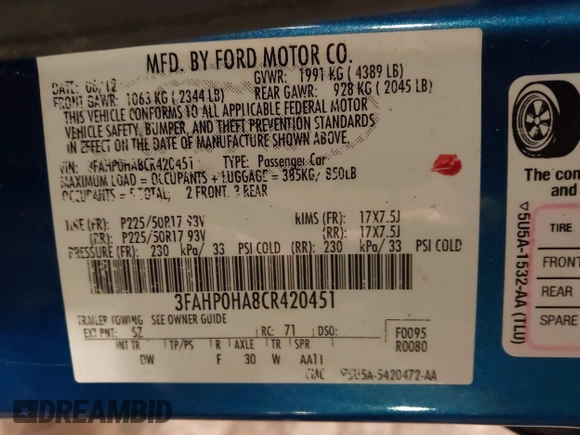 MFD. BY FORD MOTOR CO.
DATE: 06/12
GVWR: 1991 KG ( 4389 LB)
FRONT GAWR: 1063 KG ( 2344 LB)
REAR GAWR: 928 KG ( 2045 LB)
THIS VEHICLE CONFORMS TO ALL APPLICABLE FEDERAL MOTOR
VEHICLE SAFETY, BUMPER, AND THEFT PREVENTION STANDARDS
IN EFFECT ON THE DATE OF MANUFACTURE SHOWN ABOVE.
VIN: 3FAHP0HA8CR420451 TYPE: Passenger Car
MAXIMUM LOAD = OCCUPANTS + LUGGAGE = 385KG/ 850LB
OCCUPANTS = 5 TOTAL, 2 FRONT, 3 REAR
TIRE (FR): P225/50R17 93V RIMS (FR): 17X7.5J
(RR): P225/50R17 93V (RR): 17X7.5J
PRESSURE (FR): 230 kPa/ 33 PSI COLD (RR): 230 kPa/ 33 PSI COLD
3FAHP0HA8CR420451
TRAILER TOWING SEE OWNER GUIDE
EXT PNT: SZ RC: 71 DSO: F0095
R0080
INT TR TP/PS R AXLE TR SPR
DW F 30 W AA11
95U5A-5420472-AA
The con
5U5A-1532-AA (TLU)
TIRE
FRONT
REAR
SPARE
DREAMBID